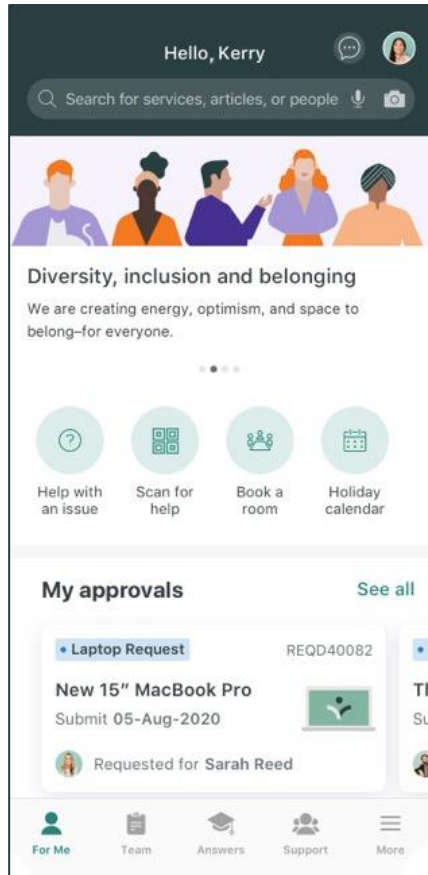 Hello, Kerry
Search for services, articles, or people
Diversity, inclusion and belonging
We are creating energy, optimism, and space to
belong–for everyone.
Help with
an issue
Scan for
help
Book a
room
Holiday
calendar
My approvals
See all
• Laptop Request
REQD40082
New 15″ MacBook Pro
Submit 05-Aug-2020
Requested for Sarah Reed
For Me
Team
Answers
Support
More